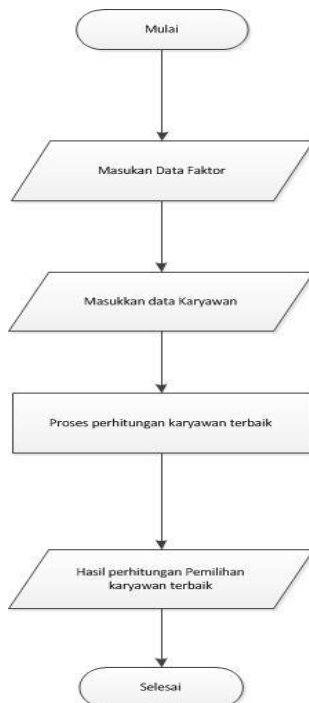 Mulai
Masukan Data Faktor
Masukkan data Karyawan
Proses perhitungan karyawan terbaik
Hasil perhitungan Pemilihan
karyawan terbaik
Selesai